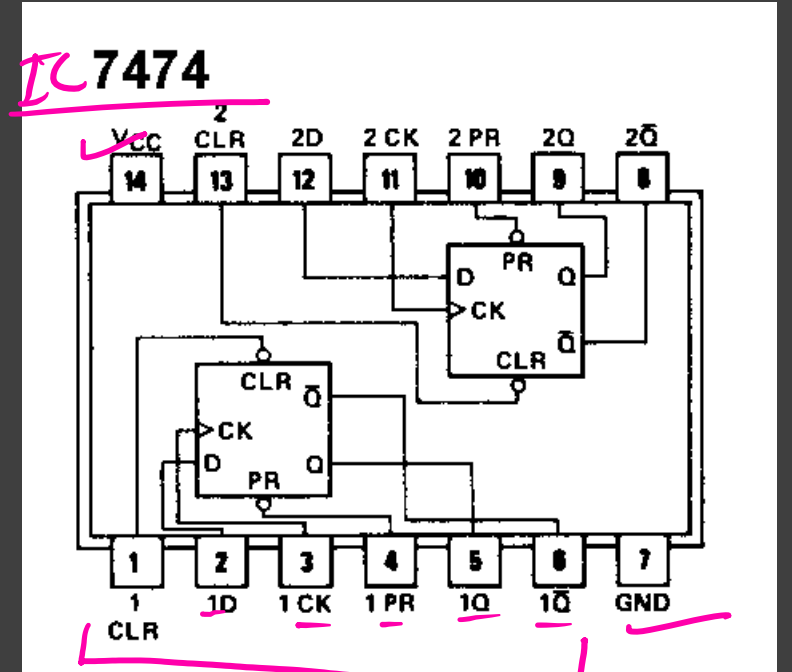 IC 7474
2
VCC CLR 2D 2 CK 2 PR 2Q 2Q̅
14 13 12 11 10 9 8
PR
D Q
CK
Q̅
CLR
CLR
Q̅
CK
D Q
PR
1 2 3 4 5 6 7
1 1D 1 CK 1 PR 1Q 1Q̅ GND
CLR